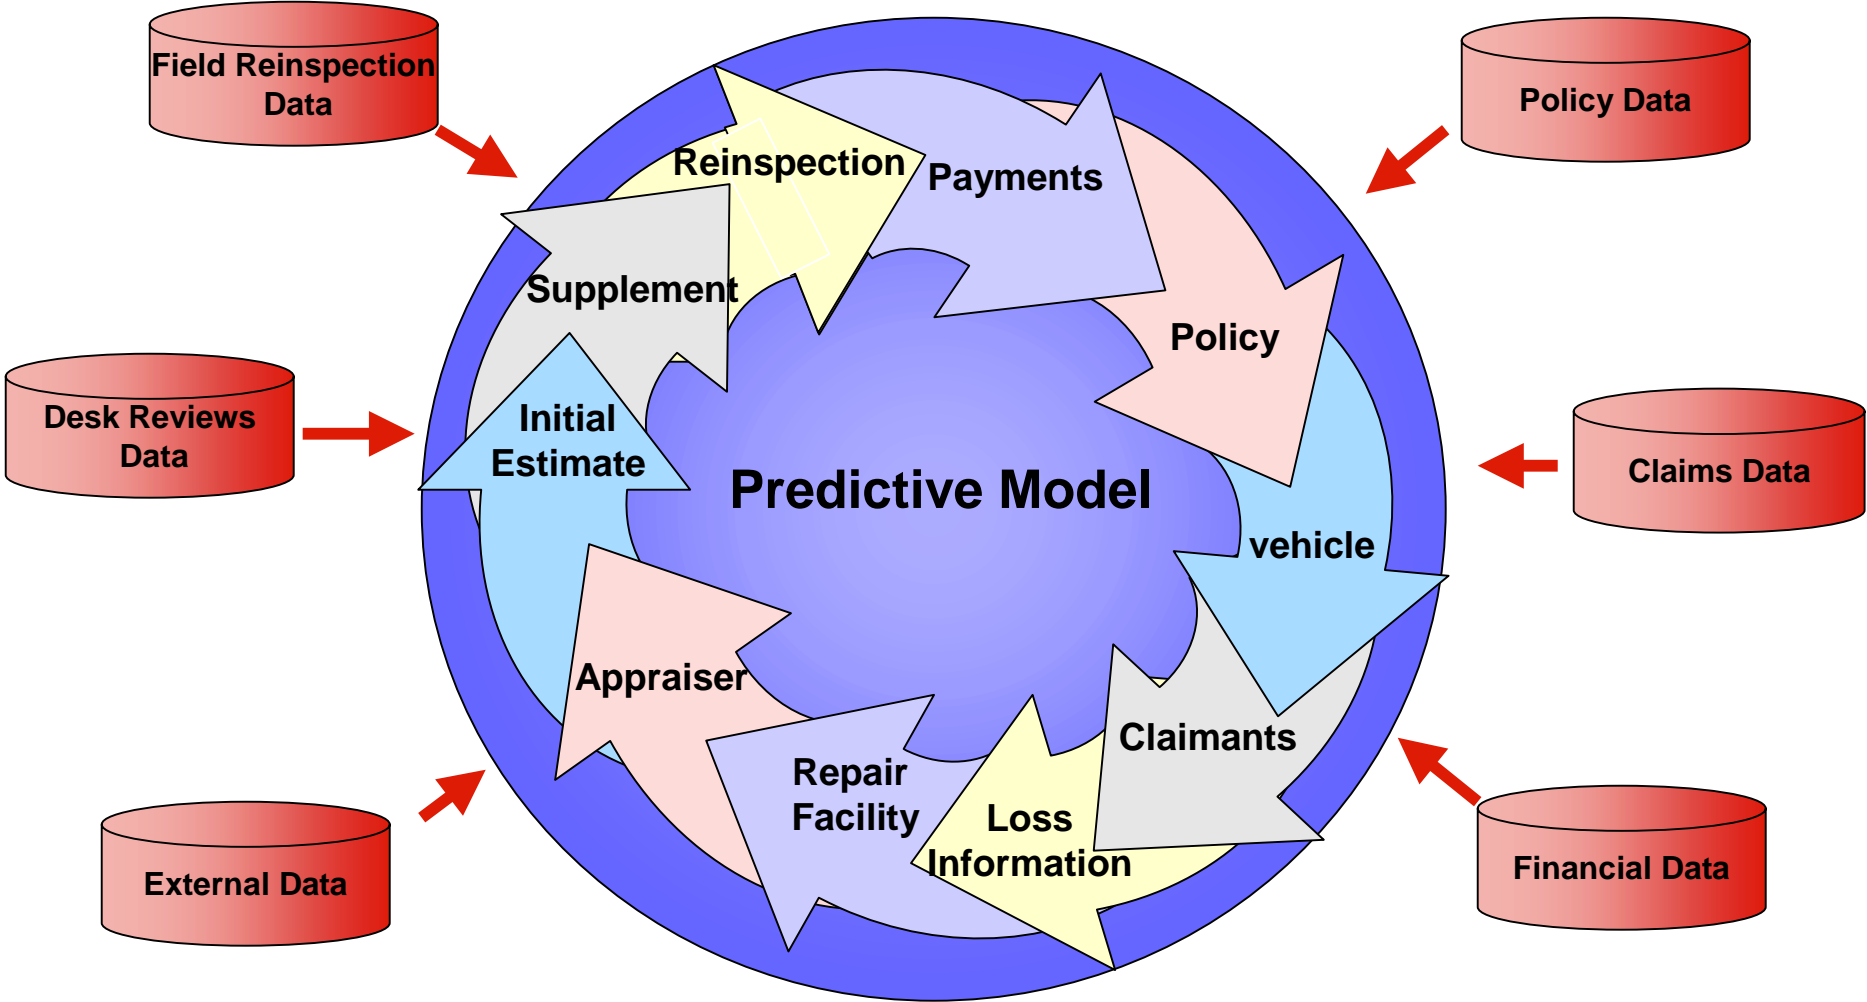 Field Reinspection
Data
Policy Data
Reinspection
Payments
Supplement
Policy
Desk Reviews
Data
Initial
Estimate
Predictive Model
Claims Data
vehicle
Appraiser
Claimants
Repair
Facility
Loss
Information
External Data
Financial Data